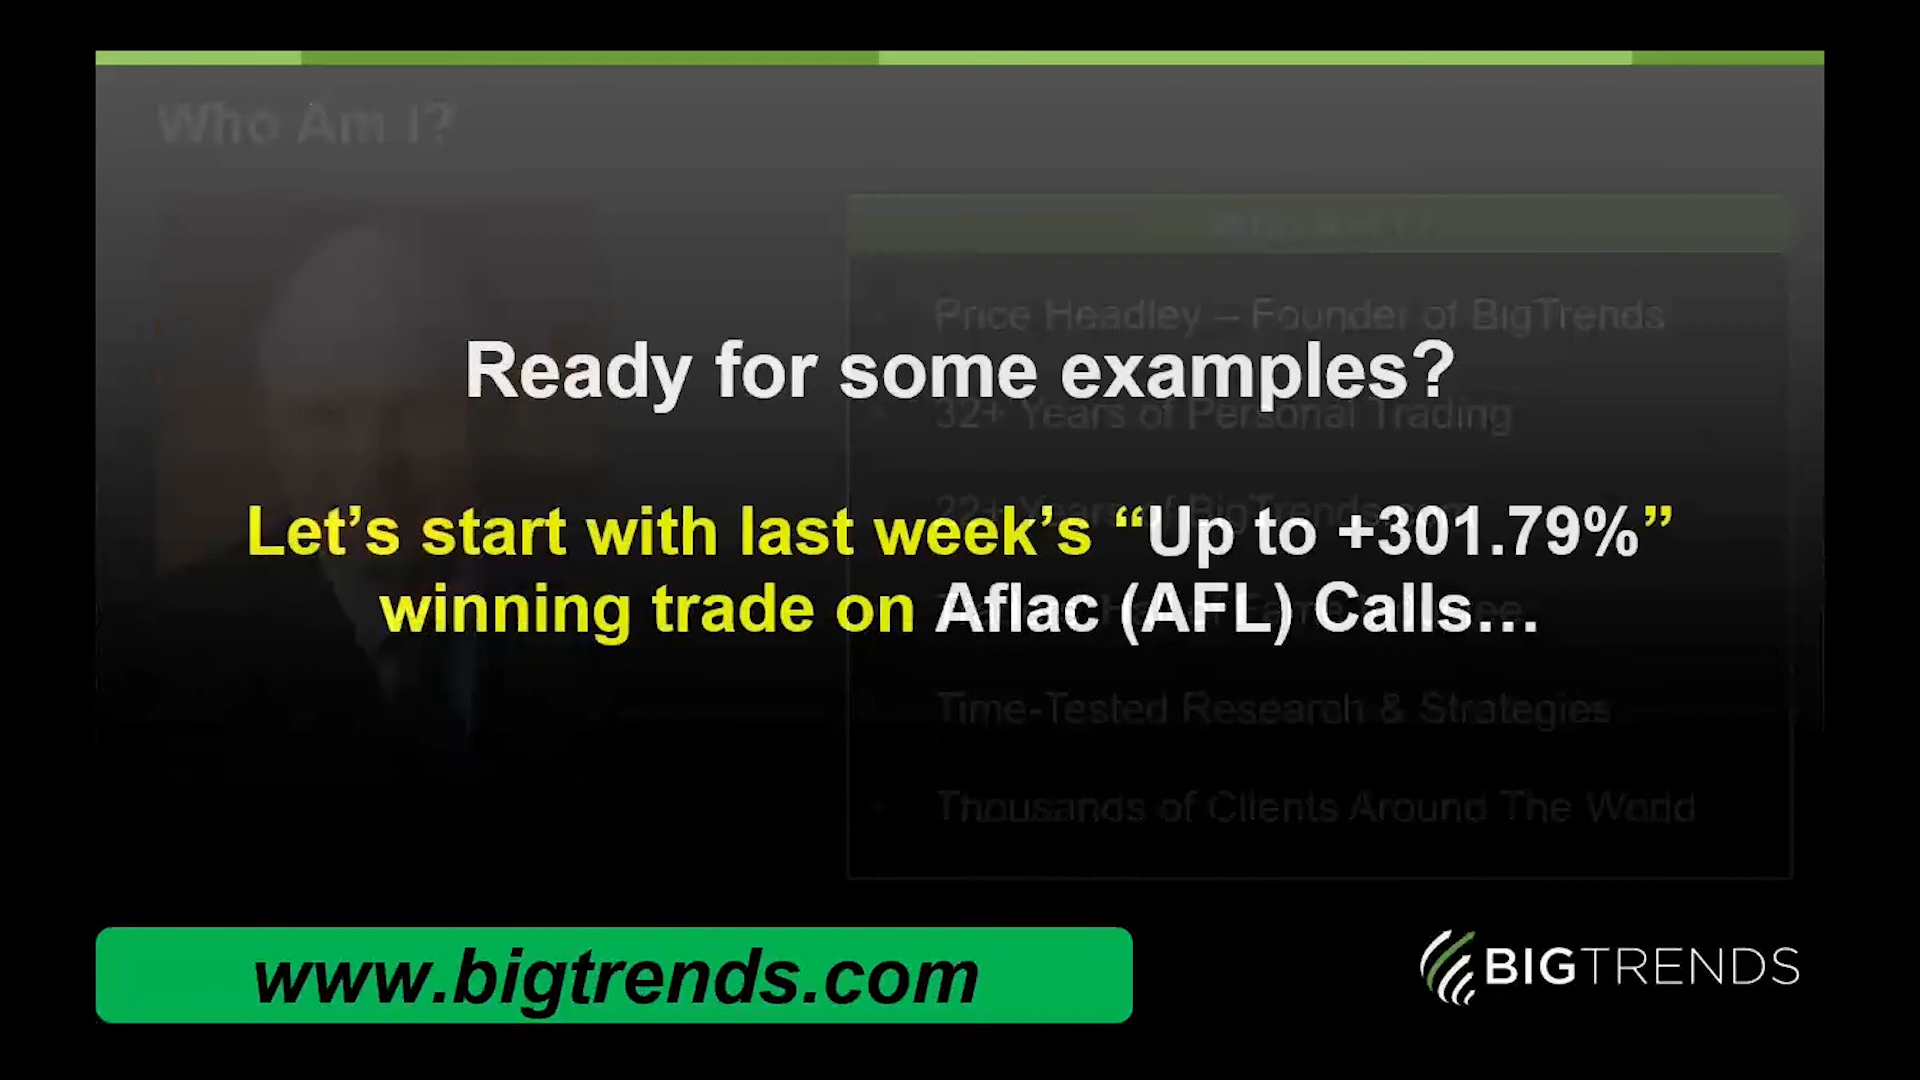 Who Am I?
Price Headley – Founder of BigTrends
Ready for some examples?
32+ Years of Personal Trading
Let’s start with last week’s “Up to +301.79%”
winning trade on Aflac (AFL) Calls…
Time-Tested Research & Strategies
Thousands of Clients Around The World
www.bigtrends.com
BIGTRENDS